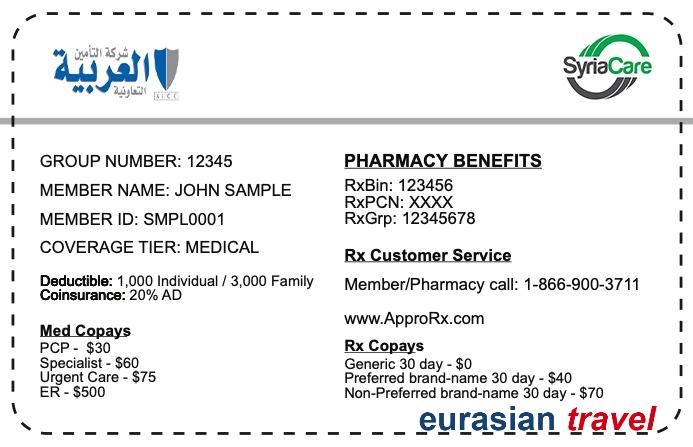 شركة التأمين
العربية
التعاونية
AICC
SyriaCare
GROUP NUMBER: 12345
MEMBER NAME: JOHN SAMPLE
MEMBER ID: SMPL0001
COVERAGE TIER: MEDICAL
Deductible: 1,000 Individual / 3,000 Family
Coinsurance: 20% AD
Med Copays
PCP - $30
Specialist - $60
Urgent Care - $75
ER - $500
PHARMACY BENEFITS
RxBin: 123456
RxPCN: XXXX
RxGrp: 12345678
Rx Customer Service
Member/Pharmacy call: 1-866-900-3711
www.ApproRx.com
Rx Copays
Generic 30 day - $0
Preferred brand-name 30 day - $40
Non-Preferred brand-name 30 day - $70
eurasian travel